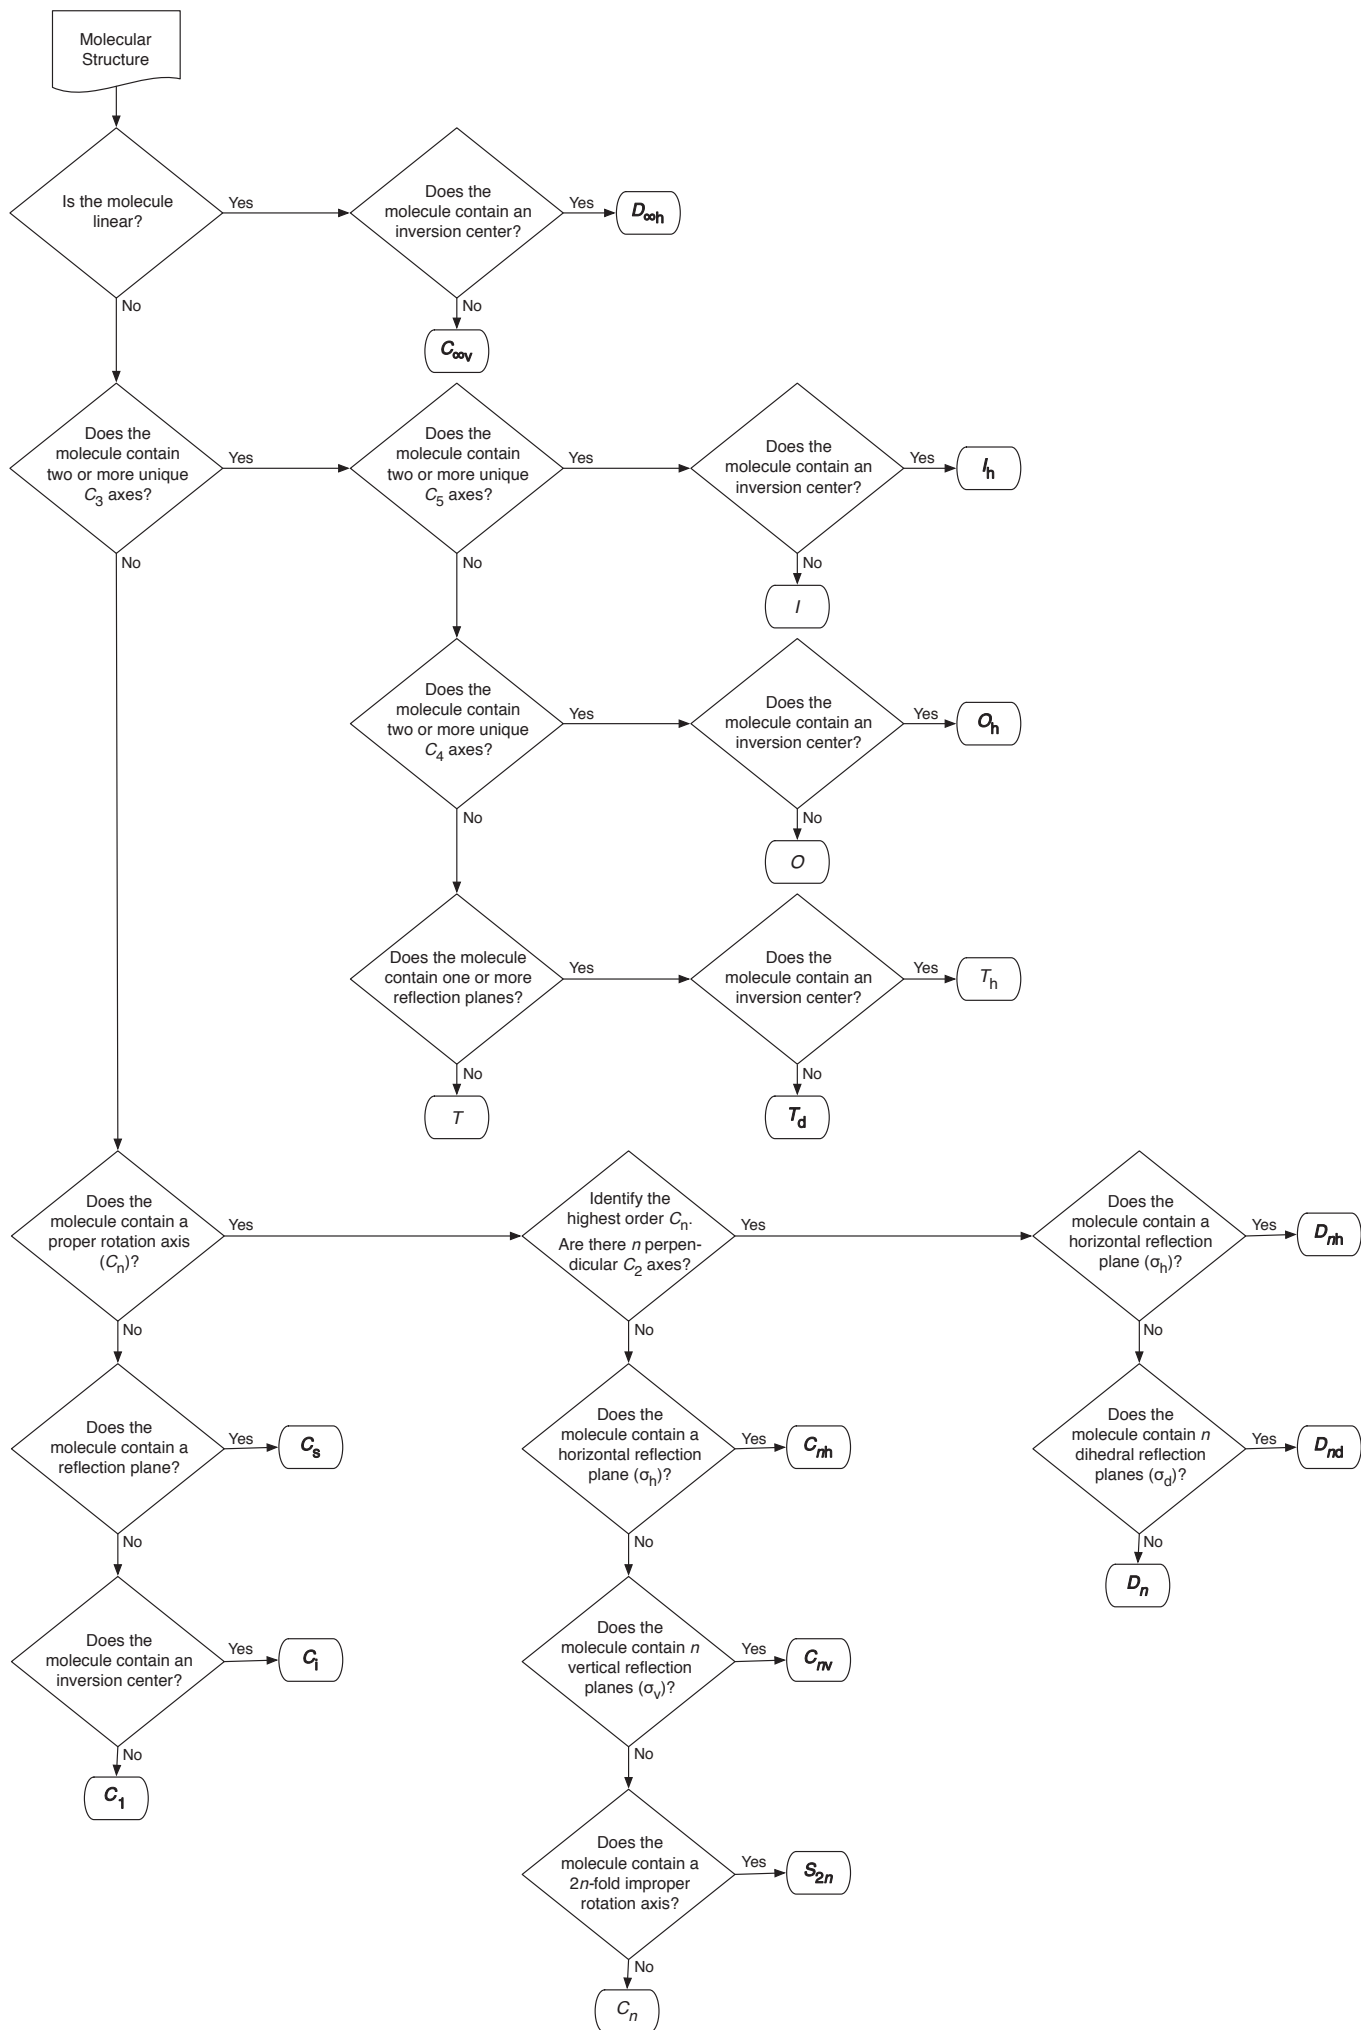 Molecular
Structure
Is the molecule
linear?
Yes
Does the
molecule contain an
inversion center?
Yes
D∞h
No
No
C∞v
Does the
molecule contain
two or more unique
C3 axes?
Yes
Does the
molecule contain
two or more unique
C5 axes?
Yes
Does the
molecule contain an
inversion center?
Yes
Ih
No
No
No
I
Does the
molecule contain
two or more unique
C4 axes?
Yes
Does the
molecule contain an
inversion center?
Yes
Oh
No
No
O
Does the molecule
contain one or more
reflection planes?
Yes
Does the
molecule contain an
inversion center?
Yes
Th
No
No
T
Td
Does the
molecule contain a
proper rotation axis
(Cn)?
Yes
Identify the
highest order Cn.
Are there n perpen-
dicular C2 axes?
Yes
Does the
molecule contain a
horizontal reflection
plane (σh)?
Yes
Dnh
No
No
No
Does the
molecule contain a
reflection plane?
Yes
Cs
Does the
molecule contain a
horizontal reflection
plane (σh)?
Yes
Cnh
Does the
molecule contain n
dihedral reflection
planes (σd)?
Yes
Dnd
No
No
No
Dn
Does the
molecule contain an
inversion center?
Yes
Ci
Does the
molecule contain n
vertical reflection
planes (σv)?
Yes
Cnv
No
No
C1
Does the
molecule contain a
2n-fold improper
rotation axis?
Yes
S2n
No
Cn